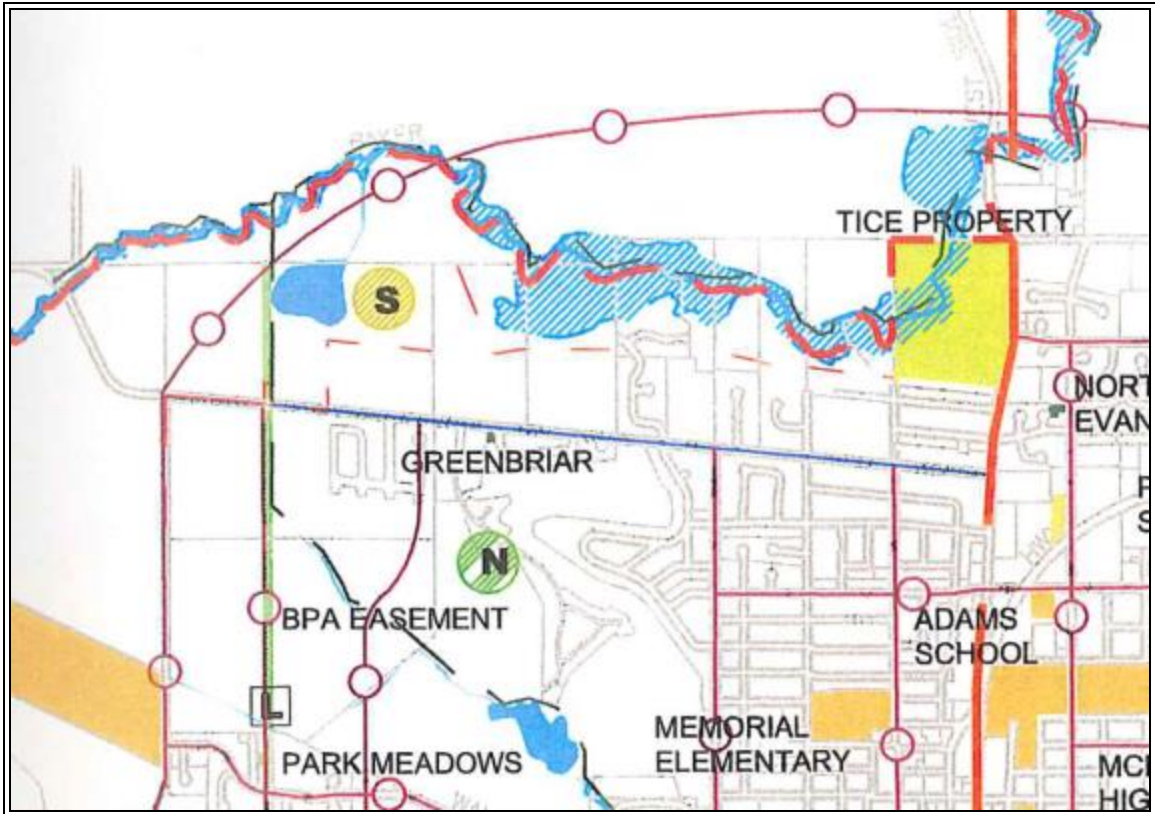 TICE PROPERTY
S
NORT
EVAN
GREENBRIAR
N
BPA EASEMENT
ADAMS
SCHOOL
L
MEMORIAL
ELEMENTARY
PARK MEADOWS
MC
HIG